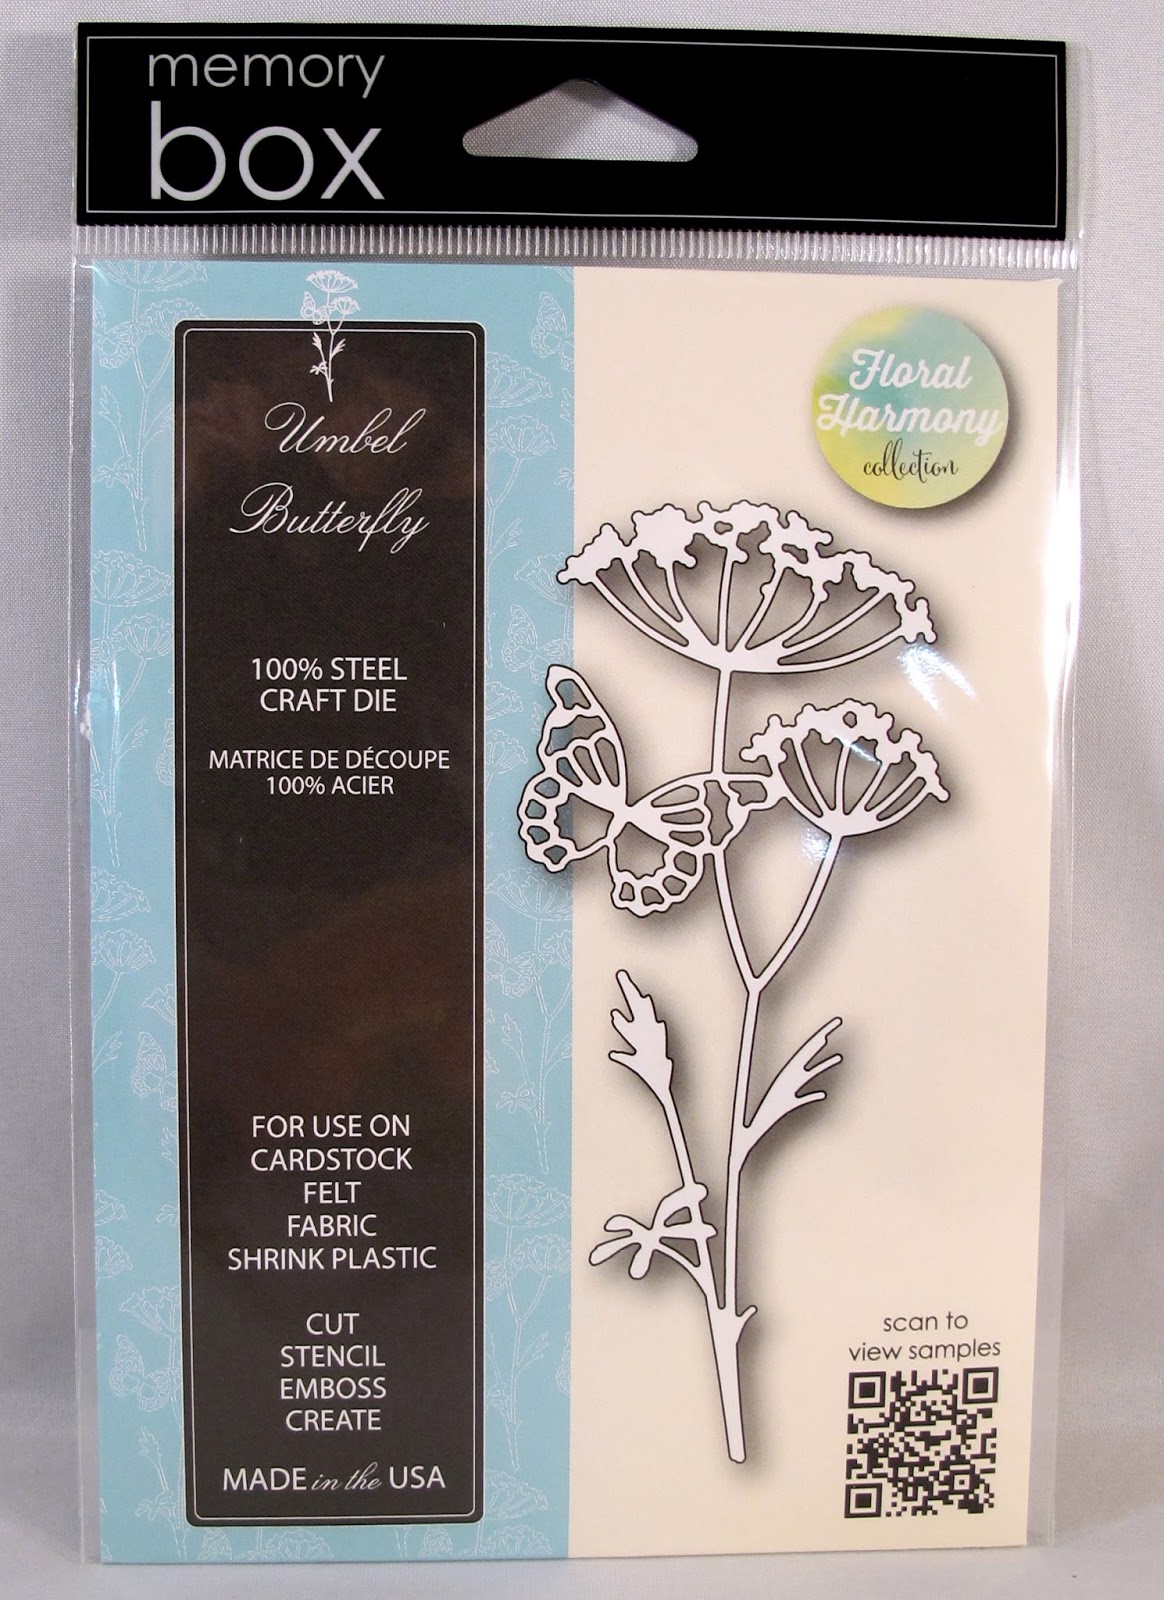 memory
box
Umbel
Butterfly
100% STEEL
CRAFT DIE
MATRICE DE DÉCOUPE
100% ACIER
FOR USE ON
CARDSTOCK
FELT
FABRIC
SHRINK PLASTIC
CUT
STENCIL
EMBOSS
CREATE
MADE in the USA
Floral
Harmony
collection
scan to
view samples